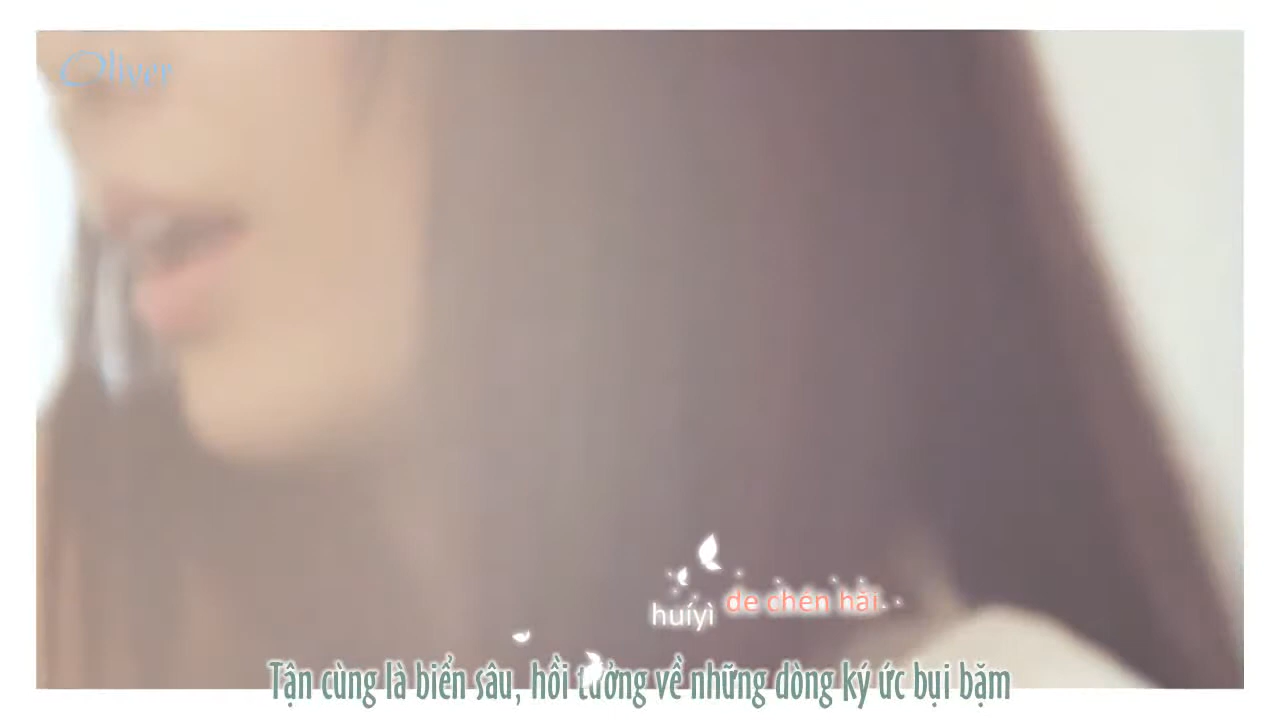 Oliver
huíyì de chén hǎi
Tận cùng là biển sâu, hồi tưởng về những dòng ký ức bụi bặm